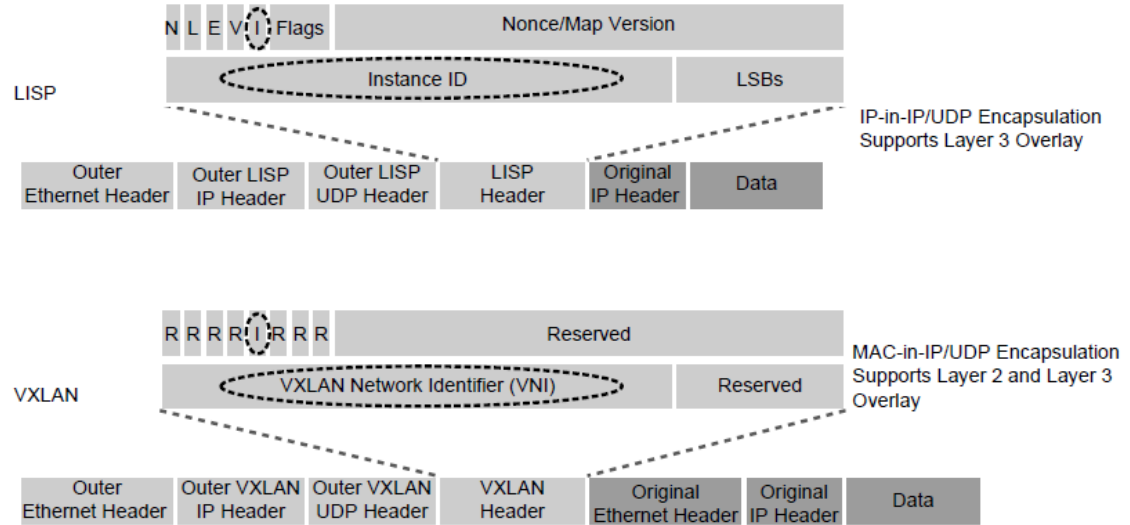 N L E V I Flags Nonce/Map Version
Instance ID LSBs
LISP
IP-in-IP/UDP Encapsulation
Supports Layer 3 Overlay
Outer
Ethernet Header
Outer LISP
IP Header
Outer LISP
UDP Header
LISP
Header
Original
IP Header
Data
R R R R I R R R Reserved
VXLAN Network Identifier (VNI) Reserved
VXLAN
MAC-in-IP/UDP Encapsulation
Supports Layer 2 and Layer 3
Overlay
Outer
Ethernet Header
Outer VXLAN
IP Header
Outer VXLAN
UDP Header
VXLAN
Header
Original
Ethernet Header
Original
IP Header
Data